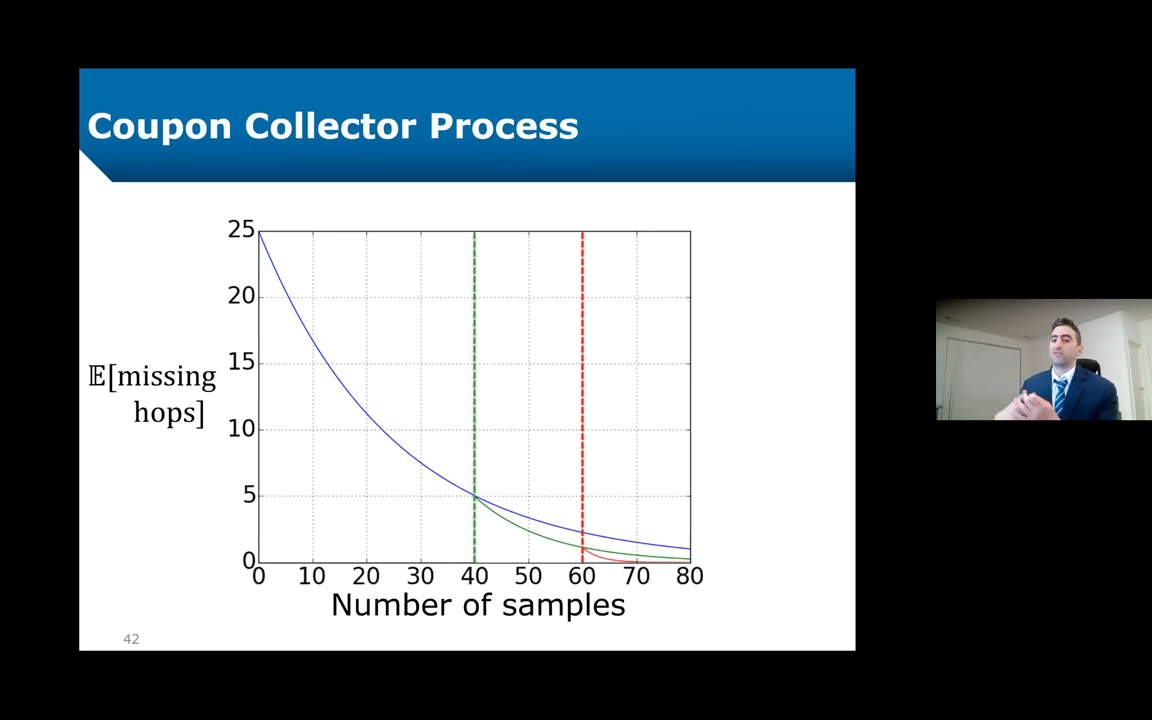 Coupon Collector Process
25
20
15
10
5
0
𝔼[missing
hops]
0 10 20 30 40 50 60 70 80
Number of samples
42